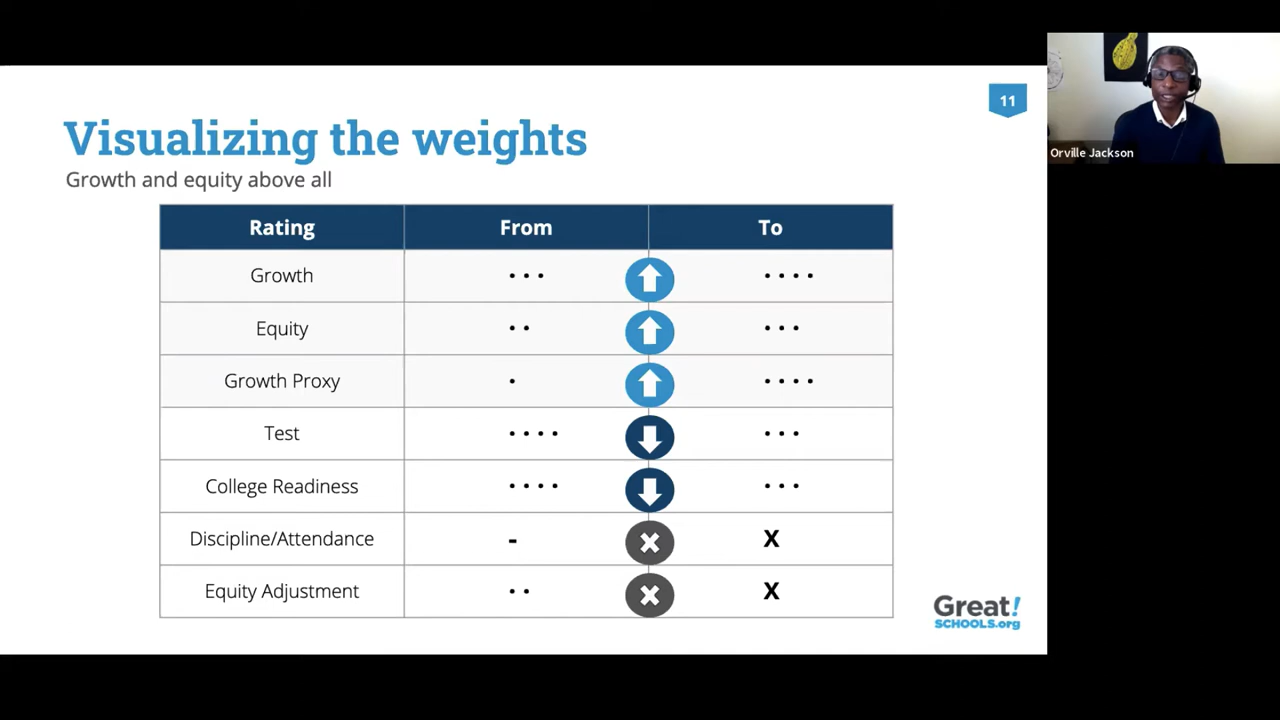 11
Visualizing the weights
Growth and equity above all
Rating From To
Growth • • • • • • •
Equity • • • • •
Growth Proxy • • • • •
Test • • • • • • •
College Readiness • • • • • • •
Discipline/Attendance - X
Equity Adjustment • • X
Great!
SCHOOLS.org
Orville Jackson